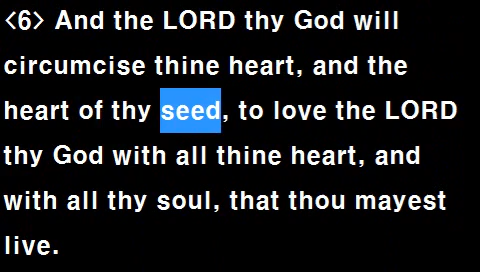 <6> And the LORD thy God will
circumcise thine heart, and the
heart of thy seed, to love the LORD
thy God with all thine heart, and
with all thy soul, that thou mayest
live.